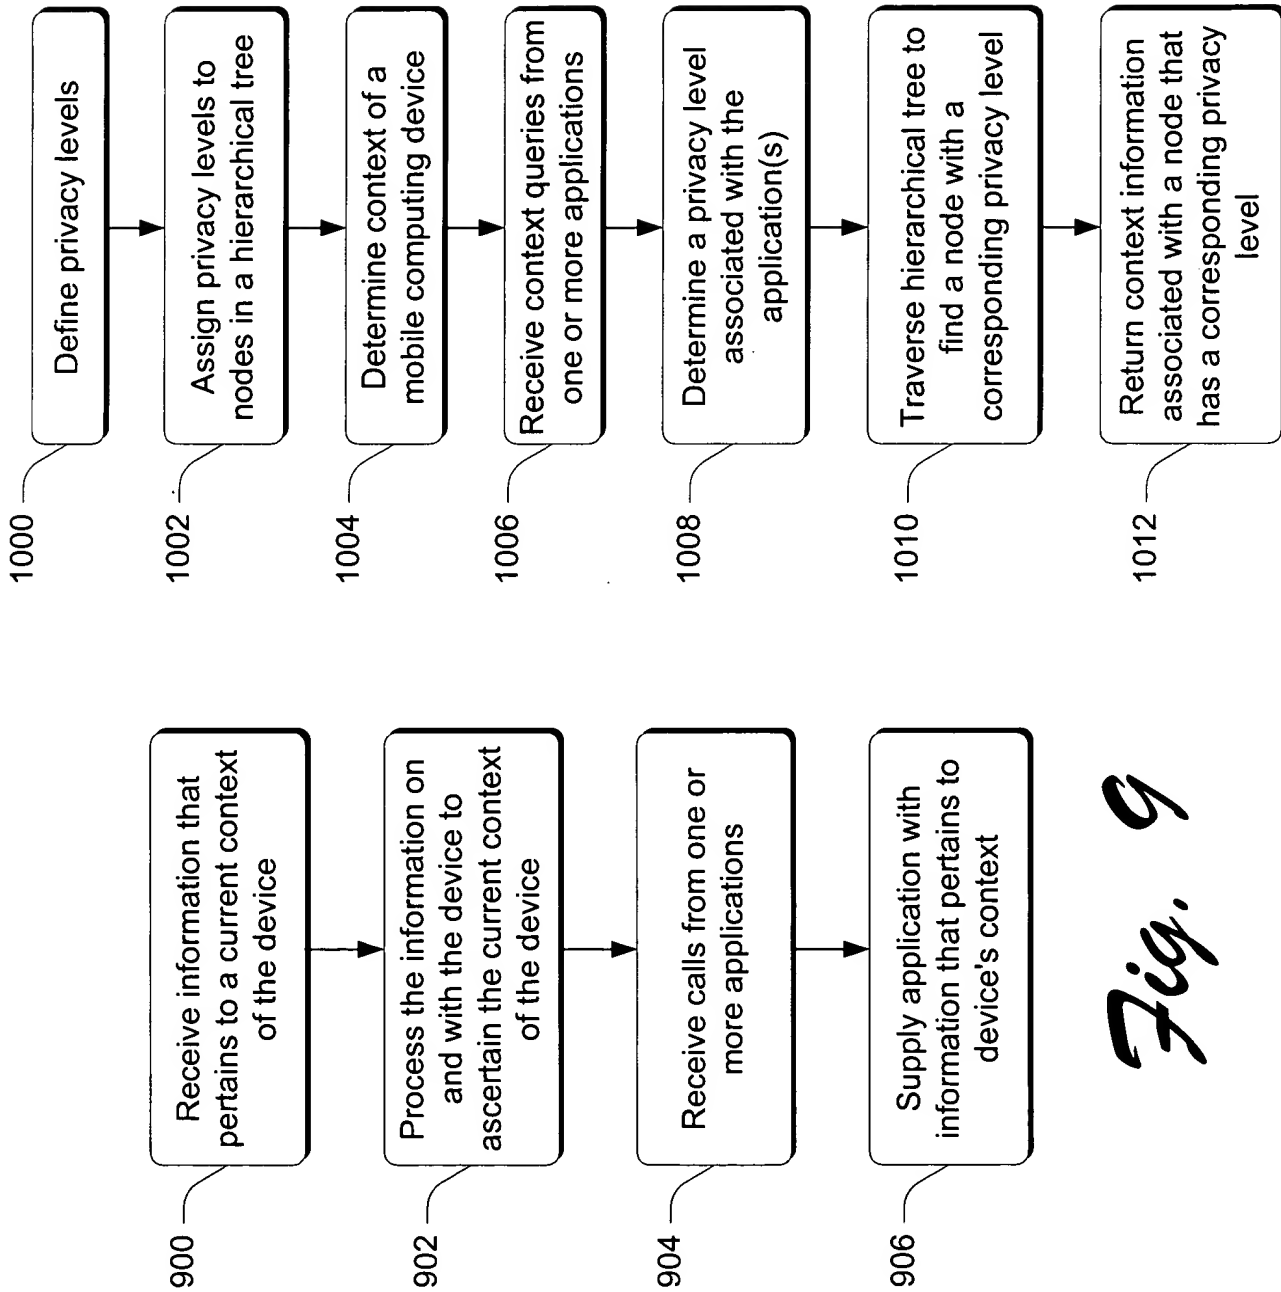 900
Receive information that
pertains to a current context
of the device
902
Process the information on
and with the device to
ascertain the current context
of the device
904
Receive calls from one or
more applications
906
Supply application with
information that pertains to
device's context
Fig. 9
1000
Define privacy levels
1002
Assign privacy levels to
nodes in a hierarchical tree
1004
Determine context of a
mobile computing device
1006
Receive context queries from
one or more applications
1008
Determine a privacy level
associated with the
application(s)
1010
Traverse hierarchical tree to
find a node with a
corresponding privacy level
1012
Return context information
associated with a node that
has a corresponding privacy
level